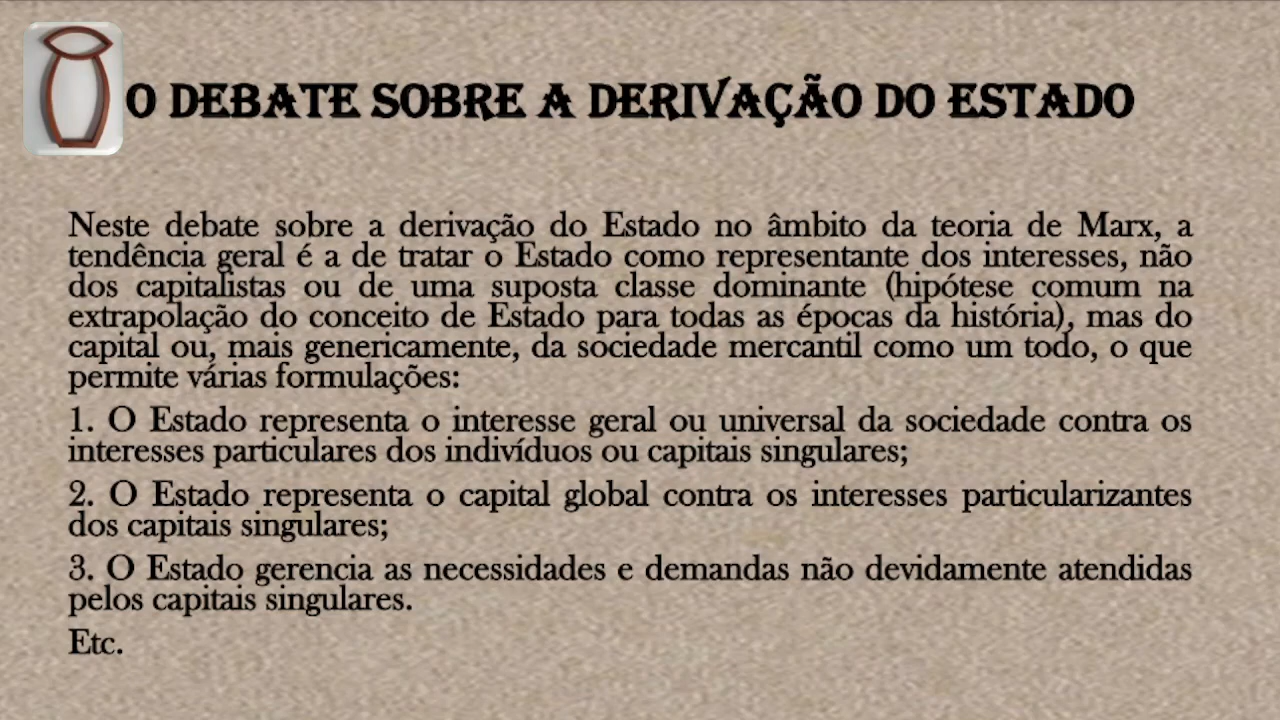 O DEBATE SOBRE A DERIVAÇÃO DO ESTADO
Neste debate sobre a derivação do Estado no âmbito da teoria de Marx, a
tendência geral é a de tratar o Estado como representante dos interesses, não
dos capitalistas ou de uma suposta classe dominante (hipótese comum na
extrapolação do conceito de Estado para todas as épocas da história), mas do
capital ou, mais genericamente, da sociedade mercantil como um todo, o que
permite várias formulações:
1. O Estado representa o interesse geral ou universal da sociedade contra os
interesses particulares dos indivíduos ou capitais singulares;
2. O Estado representa o capital global contra os interesses particularizantes
dos capitais singulares;
3. O Estado gerencia as necessidades e demandas não devidamente atendidas
pelos capitais singulares.
Etc.